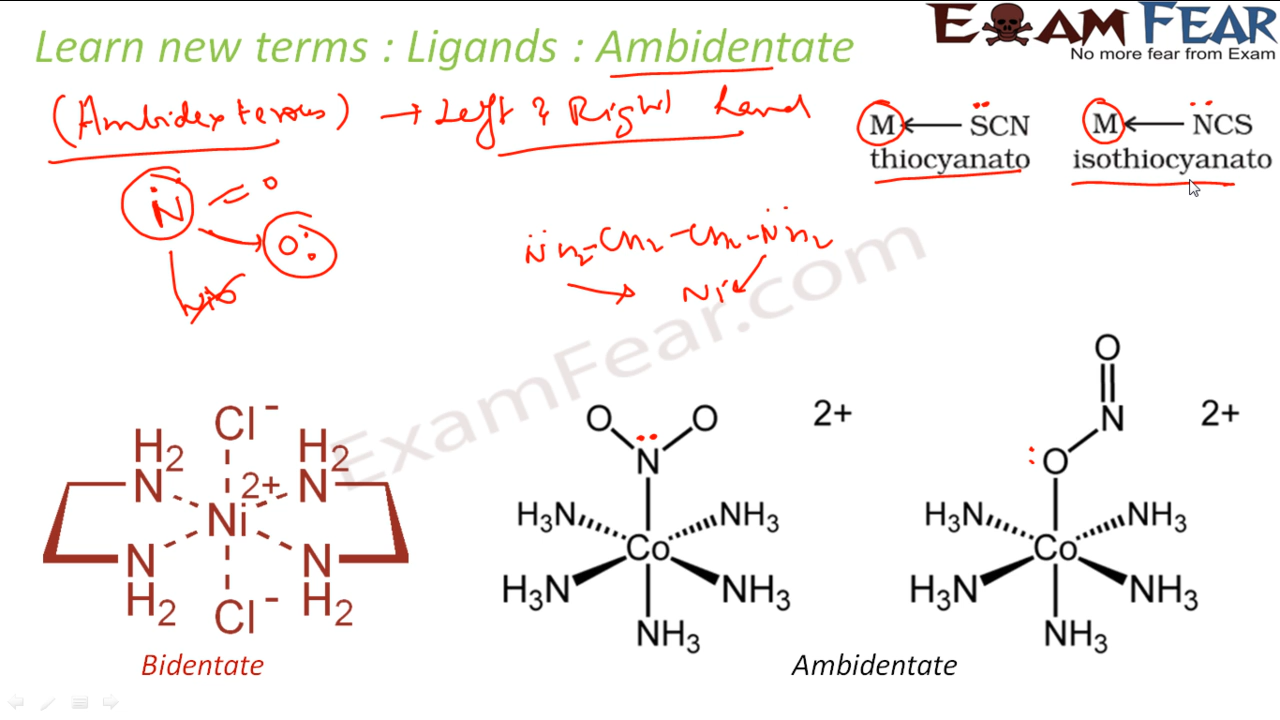 Learn new terms : Ligands : Ambidentate
EXAM FEAR
No more fear from Exam
(Ambidexterous) → Left & Right hand
M ← SCN
thiocyanato
M ← NCS
isothiocyanato
N = O
O
NH2-CH2-CH2-NH2
Ni
ExamFear.com
Cl-
H2 H2
N 2+ N
Ni
N N
H2 Cl- H2
Bidentate
O O 2+
N
H3N NH3
Co
H3N NH3
NH3
O
N 2+
O
H3N NH3
Co
H3N NH3
NH3
Ambidentate